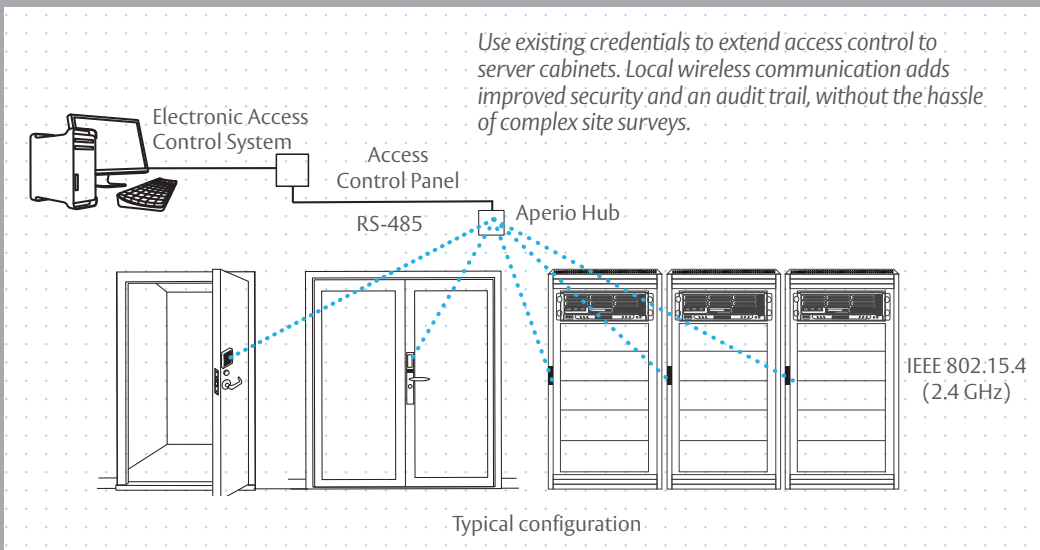 Use existing credentials to extend access control to
server cabinets. Local wireless communication adds
improved security and an audit trail, without the hassle
of complex site surveys.
Electronic Access
Control System
Access
Control Panel
RS-485
Aperio Hub
IEEE 802.15.4
(2.4 GHz)
Typical configuration